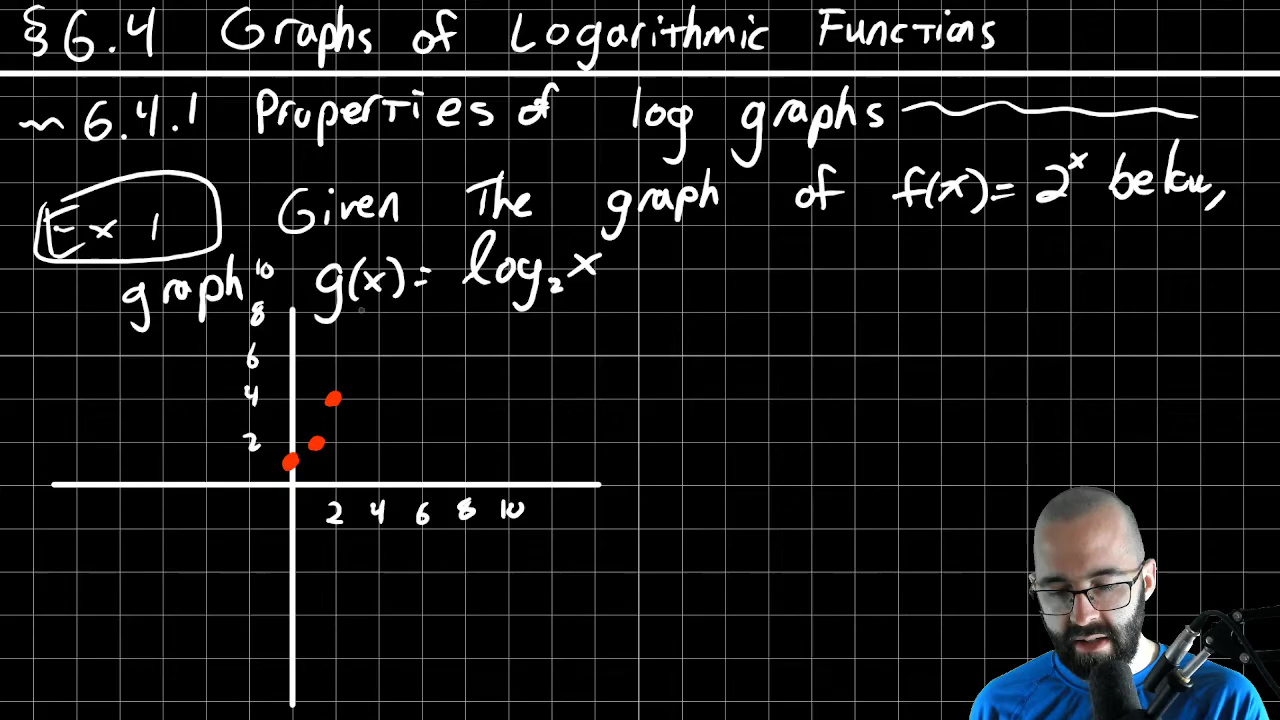 §6.4 Graphs of Logarithmic Functions
~ 6.4.1 Properties of log graphs
Ex 1 Given The graph of f(x)= 2^x below,
graph g(x)= log₂x
10
8
6
4
2
2 4 6 8 10